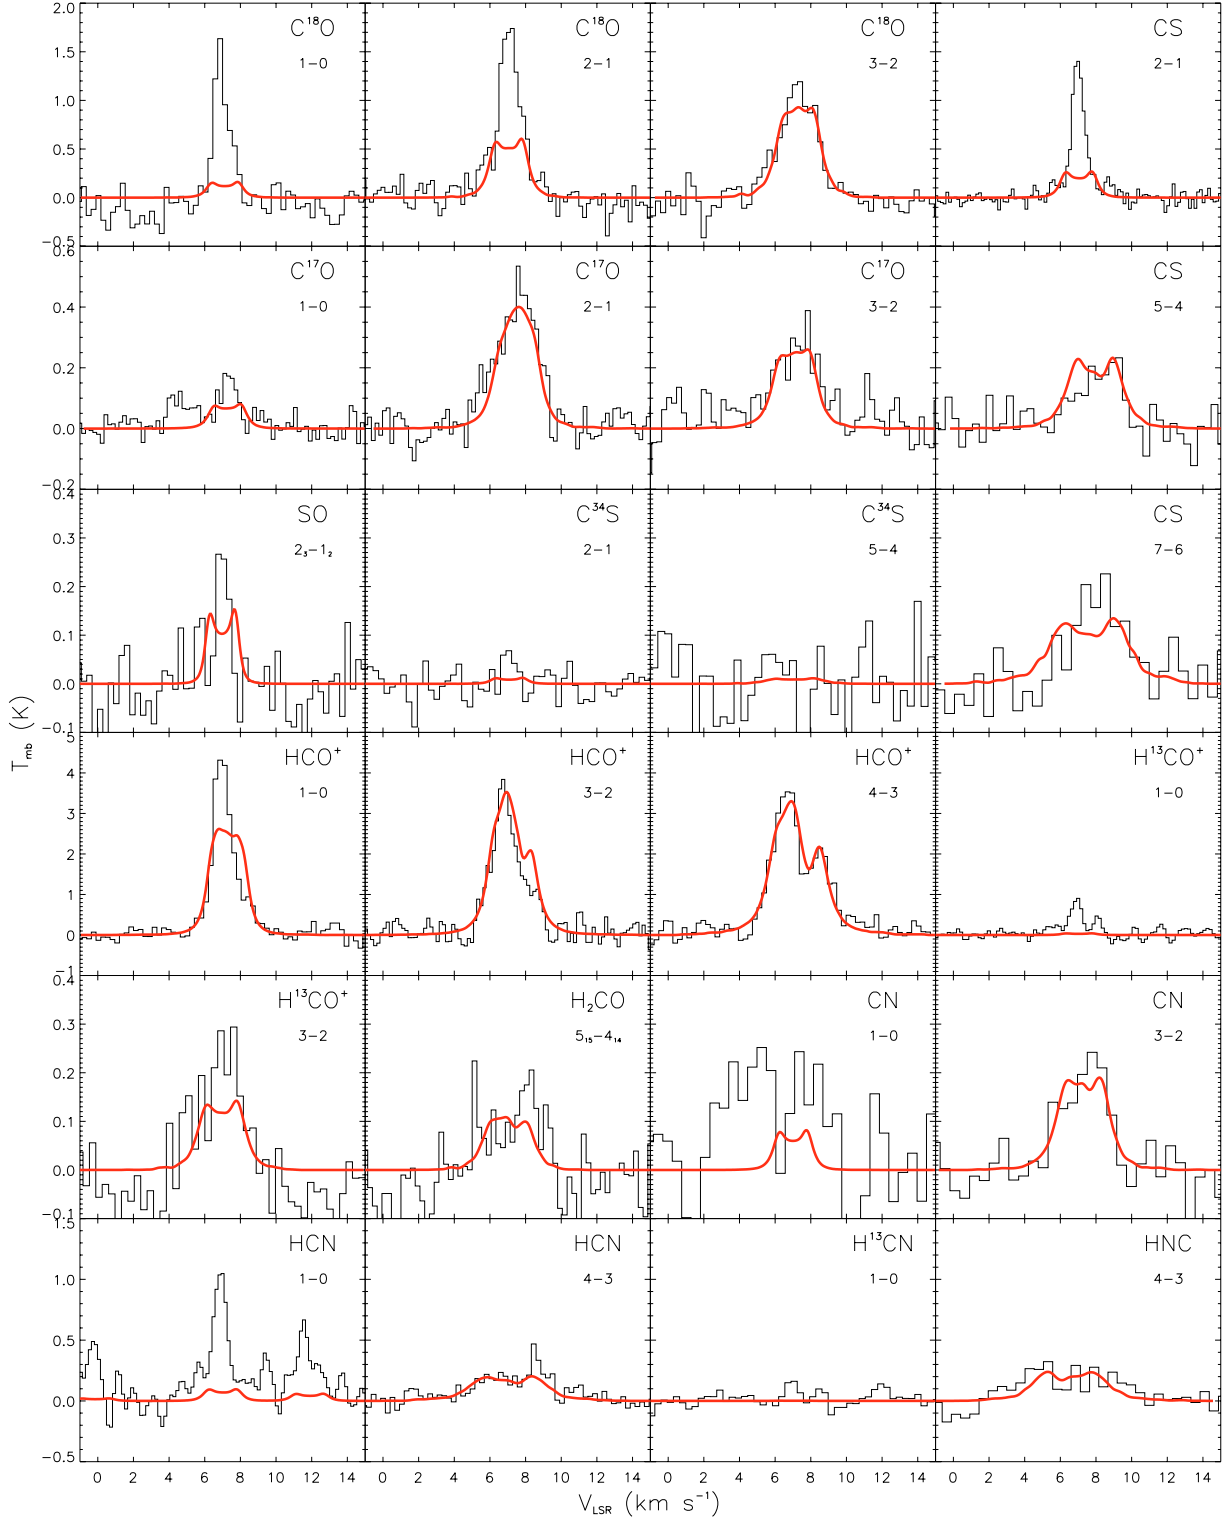 C¹⁸O C¹⁸O C¹⁸O CS
1−0 2−1 3−2 2−1
2.0
1.5
1.0
0.5
0.0
−0.5
C¹⁷O C¹⁷O C¹⁷O CS
1−0 2−1 3−2 5−4
0.6
0.4
0.2
0.0
−0.2
SO C³⁴S C³⁴S CS
2₃−1₂ 2−1 5−4 7−6
0.4
0.3
0.2
0.1
0.0
−0.1
HCO⁺ HCO⁺ HCO⁺ H¹³CO⁺
1−0 3−2 4−3 1−0
5
4
3
2
1
0
−1
H¹³CO⁺ H₂CO CN CN
3−2 5₁₅−4₁₄ 1−0 3−2
0.4
0.3
0.2
0.1
0.0
−0.1
HCN HCN H¹³CN HNC
1−0 4−3 1−0 4−3
1.5
1.0
0.5
0.0
−0.5
0 2 4 6 8 10 12 14 0 2 4 6 8 10 12 14 0 2 4 6 8 10 12 14 0 2 4 6 8 10 12 14
T_mb (K)
V_LSR (km s⁻¹)